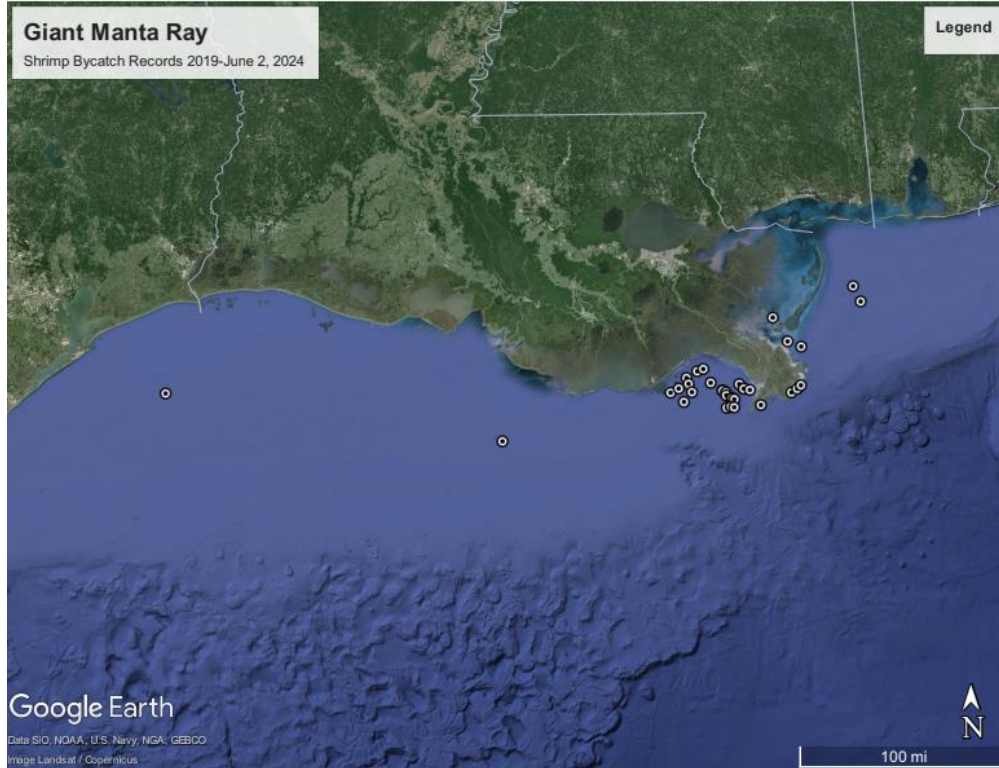 Giant Manta Ray
Shrimp Bycatch Records 2019-June 2, 2024
Legend
Google Earth
Data SIO, NOAA, U.S. Navy, NGA, GEBCO
Image Landsat / Copernicus
N
100 mi